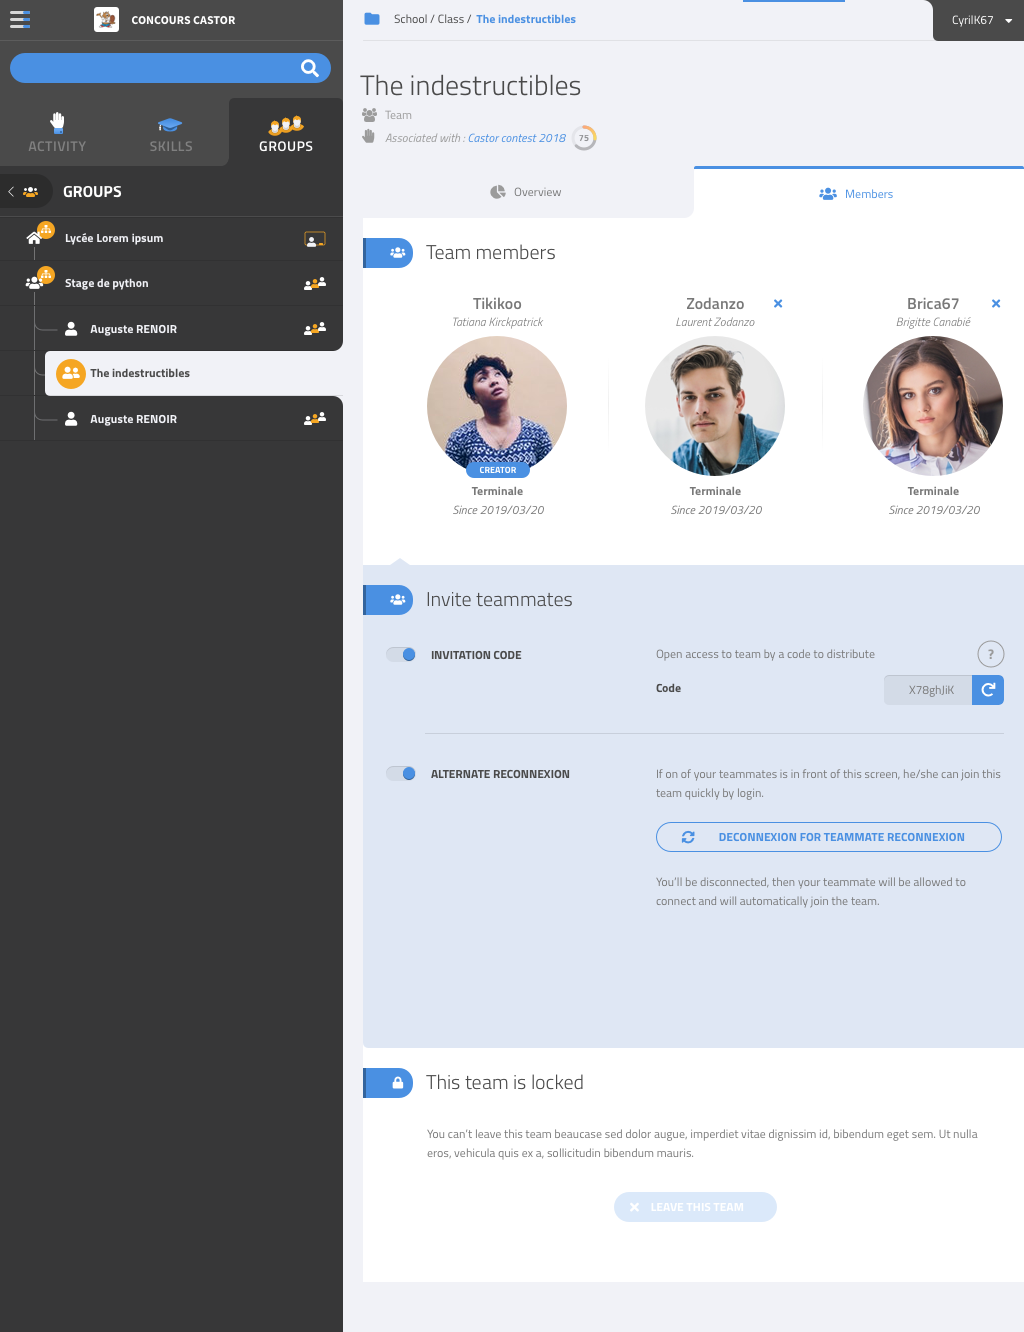 CONCOURS CASTOR
School / Class / The indestructibles
CyrilK67
ACTIVITY
SKILLS
GROUPS
GROUPS
Lycée Lorem ipsum
Stage de python
Auguste RENOIR
The indestructibles
Auguste RENOIR
The indestructibles
Team
Associated with : Castor contest 2018
75
Overview
Members
Team members
Tikikoo
Tatiana Kirckpatrick
CREATOR
Terminale
Since 2019/03/20
Zodanzo
Laurent Zodanzo
Terminale
Since 2019/03/20
Brica67
Brigitte Canabié
Terminale
Since 2019/03/20
Invite teammates
INVITATION CODE
Open access to team by a code to distribute
?
Code
X78ghJiK
ALTERNATE RECONNEXION
If on of your teammates is in front of this screen, he/she can join this
team quickly by login.
DECONNEXION FOR TEAMMATE RECONNEXION
You'll be disconnected, then your teammate will be allowed to
connect and will automatically join the team.
This team is locked
You can't leave this team beaucase sed dolor augue, imperdiet vitae dignissim id, bibendum eget sem. Ut nulla
eros, vehicula quis ex a, sollicitudin bibendum mauris.
LEAVE THIS TEAM